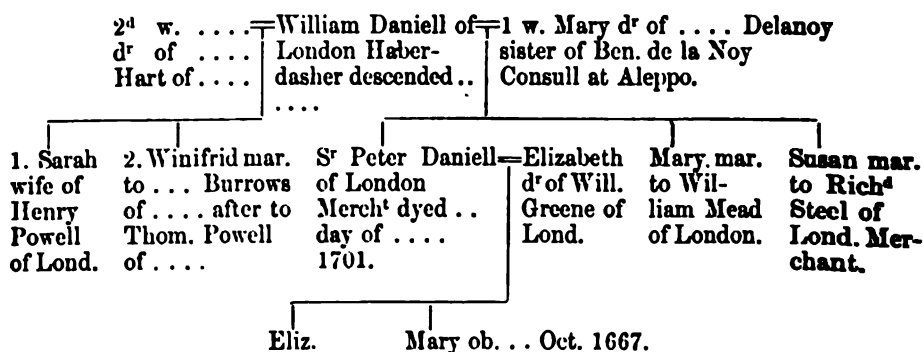 2ᵈ w. .... William Daniell of 1 w. Mary dʳ of .... Delanoy
dʳ of .... London Haber- sister of Ben. de la Noy
Hart of .... dasher descended .. Consull at Aleppo.
....
1. Sarah 2. Winifrid mar. Sʳ Peter Daniell Elizabeth Mary mar. Susan mar.
wife of to ... Burrows of London dʳ of Will. to Wil- to Richᵈ
Henry of .... after to Merchᵗ dyed .. Greene of liam Mead Steel of
Powell Thom. Powell day of .... Lond. of London. Lond. Mer-
of Lond. of .... 1701. chant.
Eliz. Mary ob... Oct. 1667.